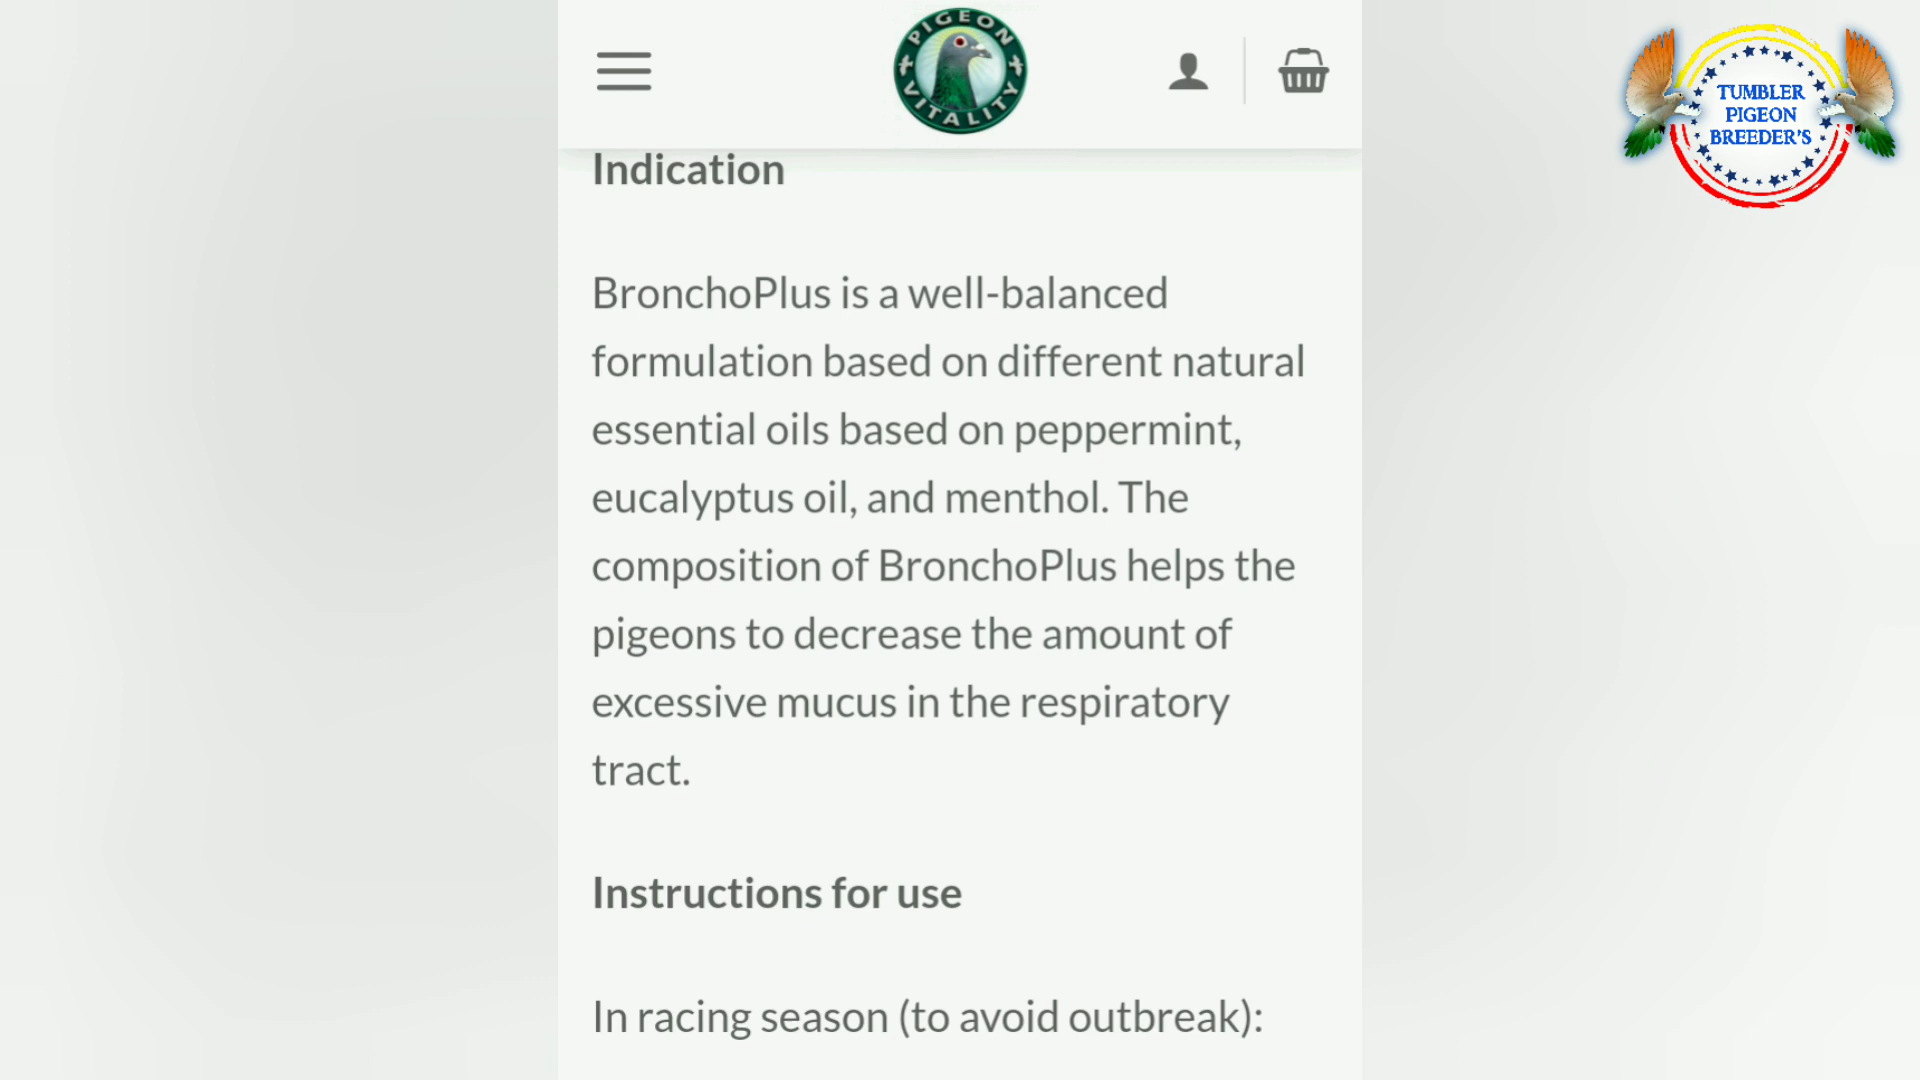 PIGEON
VITALITY
TUMBLER
PIGEON
BREEDER'S
Indication
BronchoPlus is a well-balanced
formulation based on different natural
essential oils based on peppermint,
eucalyptus oil, and menthol. The
composition of BronchoPlus helps the
pigeons to decrease the amount of
excessive mucus in the respiratory
tract.
Instructions for use
In racing season (to avoid outbreak):